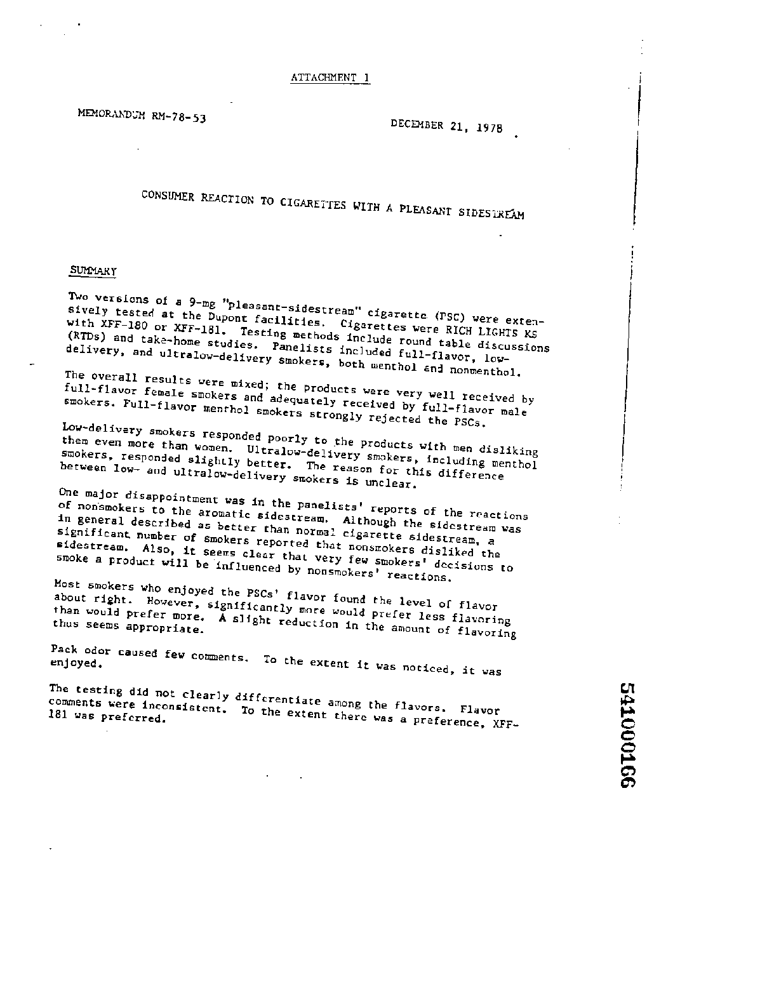 ATTACHMENT 1
MEMORANDUM RM-78-53
DECEMBER 21, 1978
CONSUMER REACTION TO CIGARETTES WITH A PLEASANT SIDESTREAM
SUMMARY
Two versions of a 9-mg "pleasant-sidestream" cigarette (PSC) were exten-
sively tested at the Dupont facilities. Cigarettes were RICH LIGHTS KS
with XFF-180 or XFF-181. Testing methods include round table discussions
(RTDs) and take-home studies. Panelists included full-flavor, low-
delivery, and ultralow-delivery smokers, both menthol and nonmenthol.
The overall results were mixed; the products were very well received by
full-flavor female smokers and adequately received by full-flavor male
smokers. Full-flavor menthol smokers strongly rejected the PSCs.
Low-delivery smokers responded poorly to the products with men disliking
them even more than women. Ultralow-delivery smokers, including menthol
smokers, responded slightly better. The reason for this difference
between low- and ultralow-delivery smokers is unclear.
One major disappointment was in the panelists' reports of the reactions
of nonsmokers to the aromatic sidestream. Although the sidestream was
in general described as better than normal cigarette sidestream, a
significant number of smokers reported that nonsmokers disliked the
sidestream. Also, it seems clear that very few smokers' decisions to
smoke a product will be influenced by nonsmokers' reactions.
Most smokers who enjoyed the PSCs' flavor found the level of flavor
about right. However, significantly more would prefer less flavoring
than would prefer more. A slight reduction in the amount of flavoring
thus seems appropriate.
Pack odor caused few comments. To the extent it was noticed, it was
enjoyed.
The testing did not clearly differentiate among the flavors. Flavor
comments were inconsistent. To the extent there was a preference, XFF-
181 was preferred.
541000166